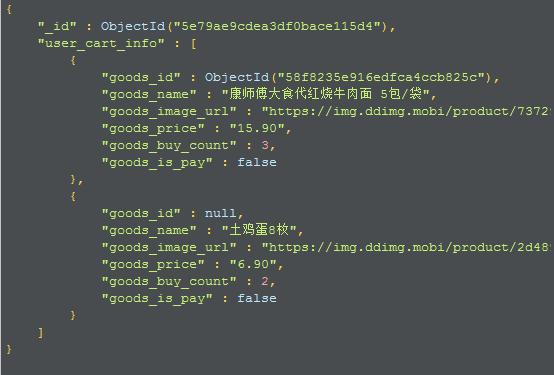 {
"_id" : ObjectId("5e79ae9cdea3df0bace115d4"),
"user_cart_info" : [
{
"goods_id" : ObjectId("58f8235e916edfca4ccb825c"),
"goods_name" : "康师傅大食代红烧牛肉面 5包/袋",
"goods_image_url" : "https://img.ddimg.mobi/product/7372
"goods_price" : "15.90",
"goods_buy_count" : 3,
"goods_is_pay" : false
},
{
"goods_id" : null,
"goods_name" : "土鸡蛋8枚",
"goods_image_url" : "https://img.ddimg.mobi/product/2d48
"goods_price" : "6.90",
"goods_buy_count" : 2,
"goods_is_pay" : false
}
]
}